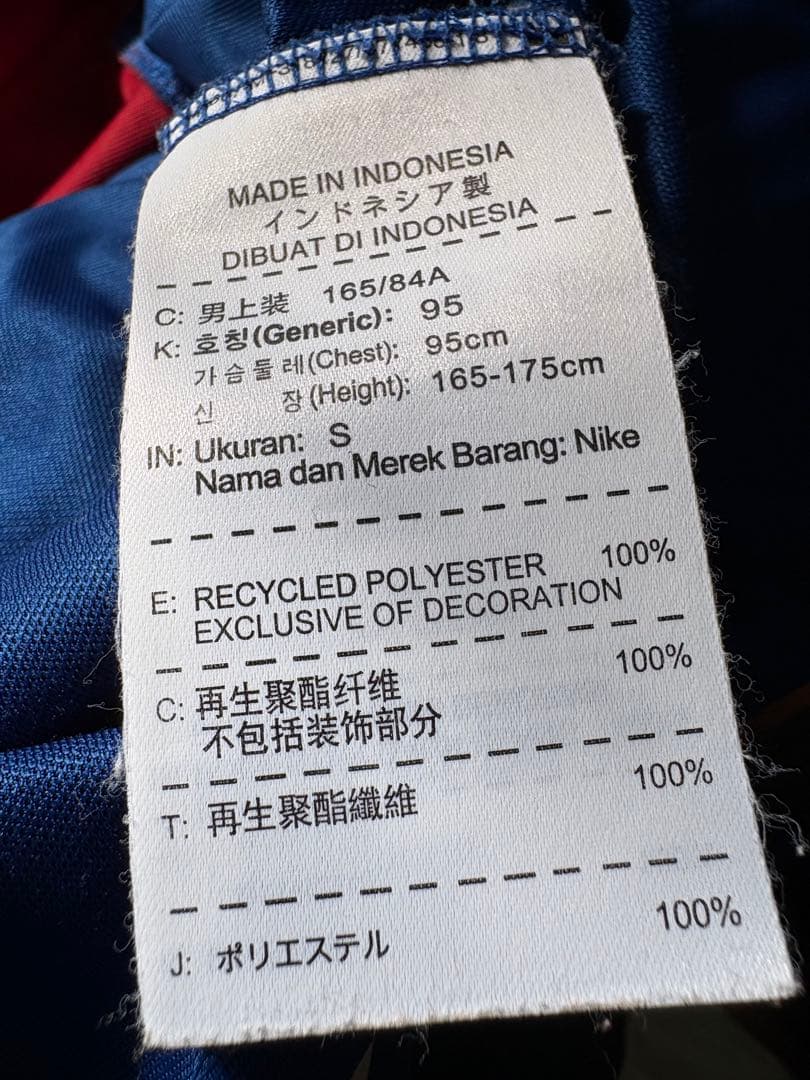 MADE IN INDONESIA
インドネシア製
DIBUAT DI INDONESIA
C: 男上装 165/84A
K: 호칭(Generic): 95
가슴둘레(Chest): 95cm
신 장(Height): 165-175cm
IN: Ukuran: S
Nama dan Merek Barang: Nike
E: RECYCLED POLYESTER 100%
EXCLUSIVE OF DECORATION
C: 再生聚酯纤维 100%
不包括装饰部分
T: 再生聚酯纖維 100%
J: ポリエステル 100%